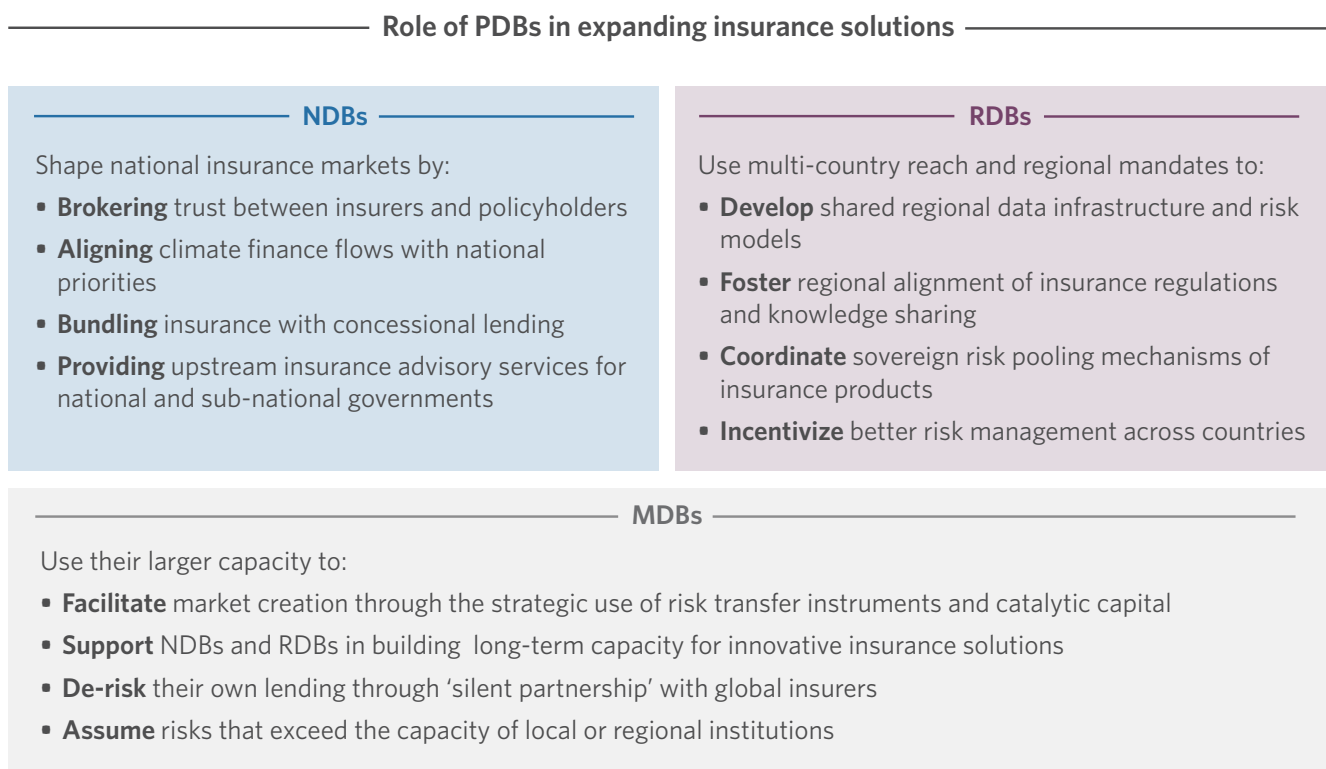 Role of PDBs in expanding insurance solutions
NDBs
Shape national insurance markets by:
• Brokering trust between insurers and policyholders
• Aligning climate finance flows with national
priorities
• Bundling insurance with concessional lending
• Providing upstream insurance advisory services for
national and sub-national governments
RDBs
Use multi-country reach and regional mandates to:
• Develop shared regional data infrastructure and risk
models
• Foster regional alignment of insurance regulations
and knowledge sharing
• Coordinate sovereign risk pooling mechanisms of
insurance products
• Incentivize better risk management across countries
MDBs
Use their larger capacity to:
• Facilitate market creation through the strategic use of risk transfer instruments and catalytic capital
• Support NDBs and RDBs in building  long-term capacity for innovative insurance solutions
• De-risk their own lending through ‘silent partnership’ with global insurers
• Assume risks that exceed the capacity of local or regional institutions